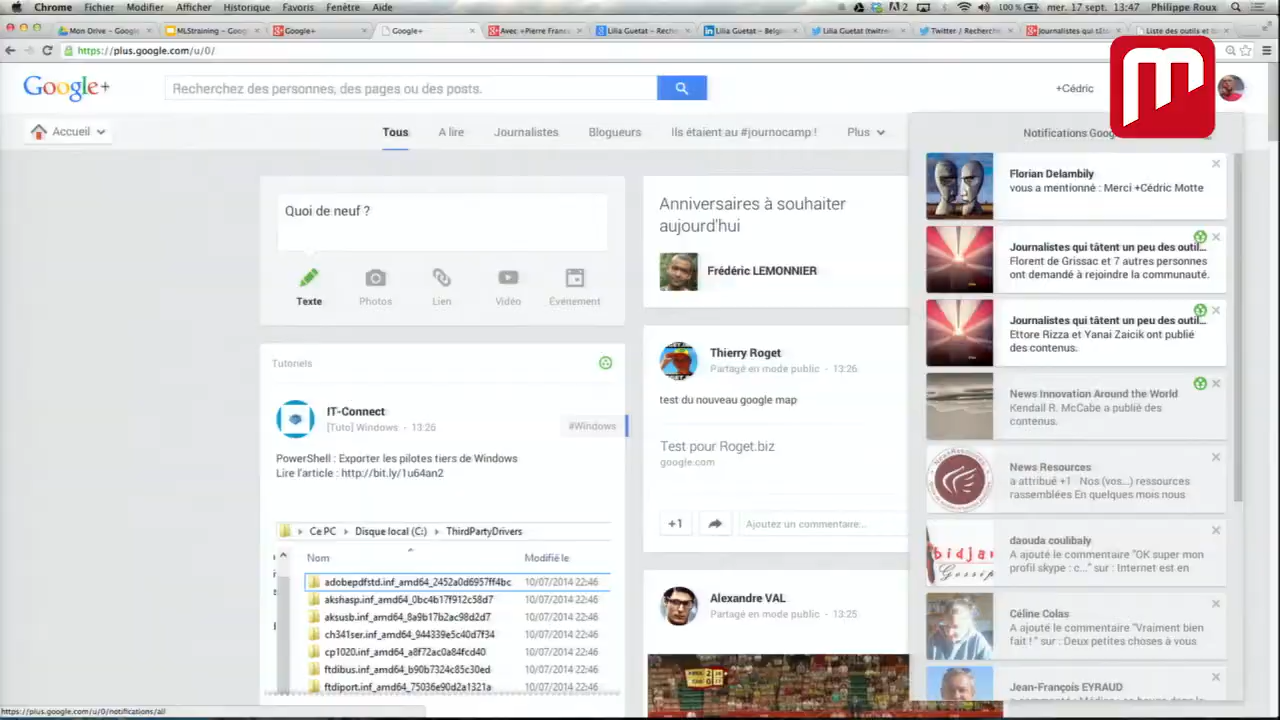 Chrome Fichier Modifier Afficher Historique Favoris Fenêtre Aide
100 % mer. 17 sept. 13:47 Philippe Roux
Mon Drive – Goog
MLStraining – Goog
Google+
Google+
Avec +Pierre Frans
Lilia Guetat – Reche
Lilia Guetat – Belgiu
Lilia Guetat (twitre
Twitter / Recherche
Journalistes qui tât
Liste des outils et
https://plus.google.com/u/0/
Google+
Recherchez des personnes, des pages ou des posts.
+Cédric
Accueil
Tous
A lire
Journalistes
Blogueurs
Ils étaient au #journocamp !
Plus
Quoi de neuf ?
Texte
Photos
Lien
Vidéo
Événement
Tutoriels
IT-Connect
[Tuto] Windows - 13:26
#Windows
PowerShell : Exporter les pilotes tiers de Windows
Lire l'article : http://bit.ly/1u64an2
Ce PC Disque local (C:) ThirdPartyDrivers
Nom Modifié le
adobepdfstd.inf_amd64_2452a0d6957ff4bc 10/07/2014 22:46
akshasp.inf_amd64_0bc4b17f912c58d7 10/07/2014 22:46
aksusb.inf_amd64_8a9b17b2ac98d2d7 10/07/2014 22:46
ch341ser.inf_amd64_944339e5c40d7f34 10/07/2014 22:46
cp1020.inf_amd64_a8f72ac0a84fcd40 10/07/2014 22:46
ftdibus.inf_amd64_b90b7324c85c30ed 10/07/2014 22:46
ftdiport.inf_amd64_75036e90d2a1321a 10/07/2014 22:46
Anniversaires à souhaiter
aujourd'hui
Frédéric LEMONNIER
Thierry Roget
Partagé en mode public - 13:26
test du nouveau google map
Test pour Roget.biz
google.com
+1
Ajoutez un commentaire...
Alexandre VAL
Partagé en mode public - 13:25
Notifications Goog
Florian Delambily
vous a mentionné : Merci +Cédric Motte
Journalistes qui tâtent un peu des outil...
Florent de Grissac et 7 autres personnes
ont demandé à rejoindre la communauté.
Journalistes qui tâtent un peu des outil...
Ettore Rizza et Yanai Zaicik ont publié
des contenus.
News Innovation Around the World
Kendall R. McCabe a publié des
contenus.
News Resources
a attribué +1 Nos (vos...) ressources
rassemblées En quelques mois nous
daouda coulibaly
A ajouté le commentaire "OK super mon
profil skype : c..." sur : Internet est en
Céline Colas
A ajouté le commentaire "Vraiment bien
fait ! " sur : Deux petites choses à vous
Jean-François EYRAUD
https://plus.google.com/u/0/notifications/all